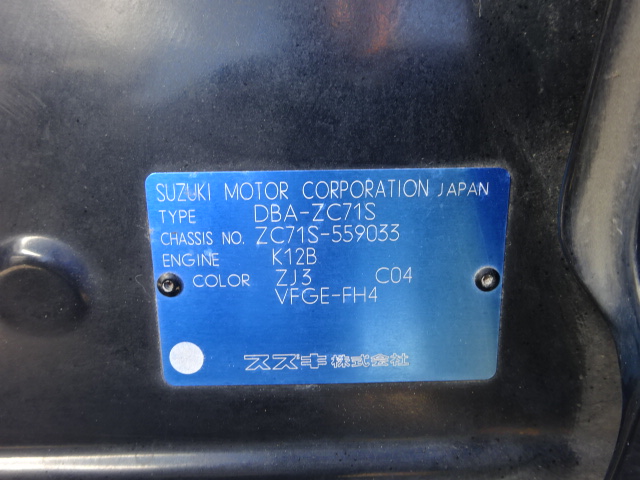 SUZUKI MOTOR CORPORATION JAPAN
TYPE DBA-ZC71S
CHASSIS NO. ZC71S-559033
ENGINE K12B
COLOR ZJ3 C04
VFGE-FH4
スズキ株式会社